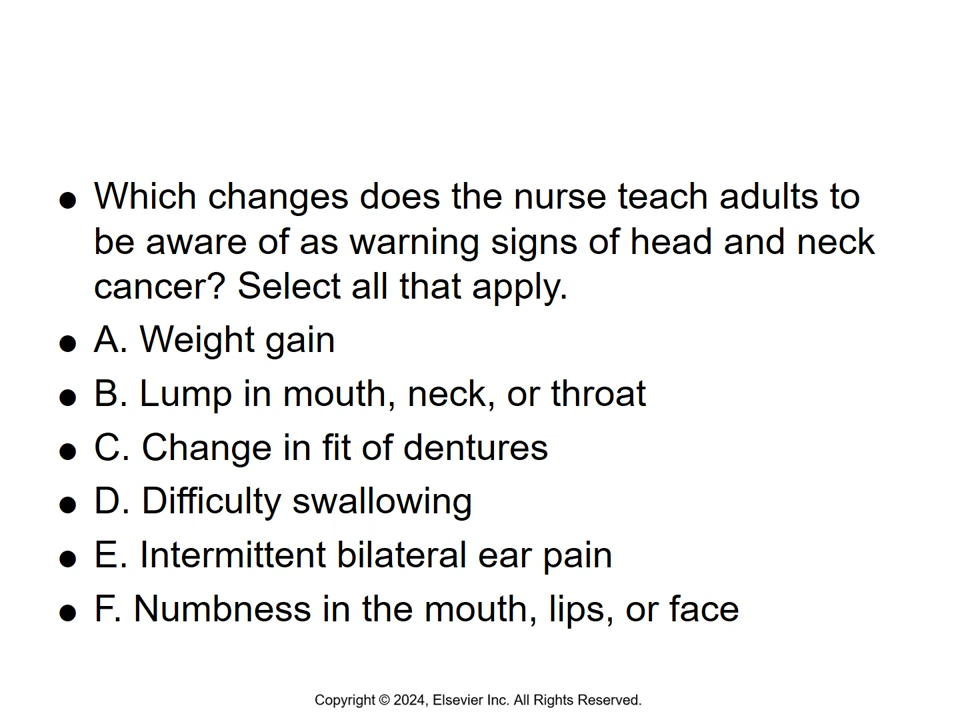 ● Which changes does the nurse teach adults to
be aware of as warning signs of head and neck
cancer? Select all that apply.
● A. Weight gain
● B. Lump in mouth, neck, or throat
● C. Change in fit of dentures
● D. Difficulty swallowing
● E. Intermittent bilateral ear pain
● F. Numbness in the mouth, lips, or face
Copyright © 2024, Elsevier Inc. All Rights Reserved.